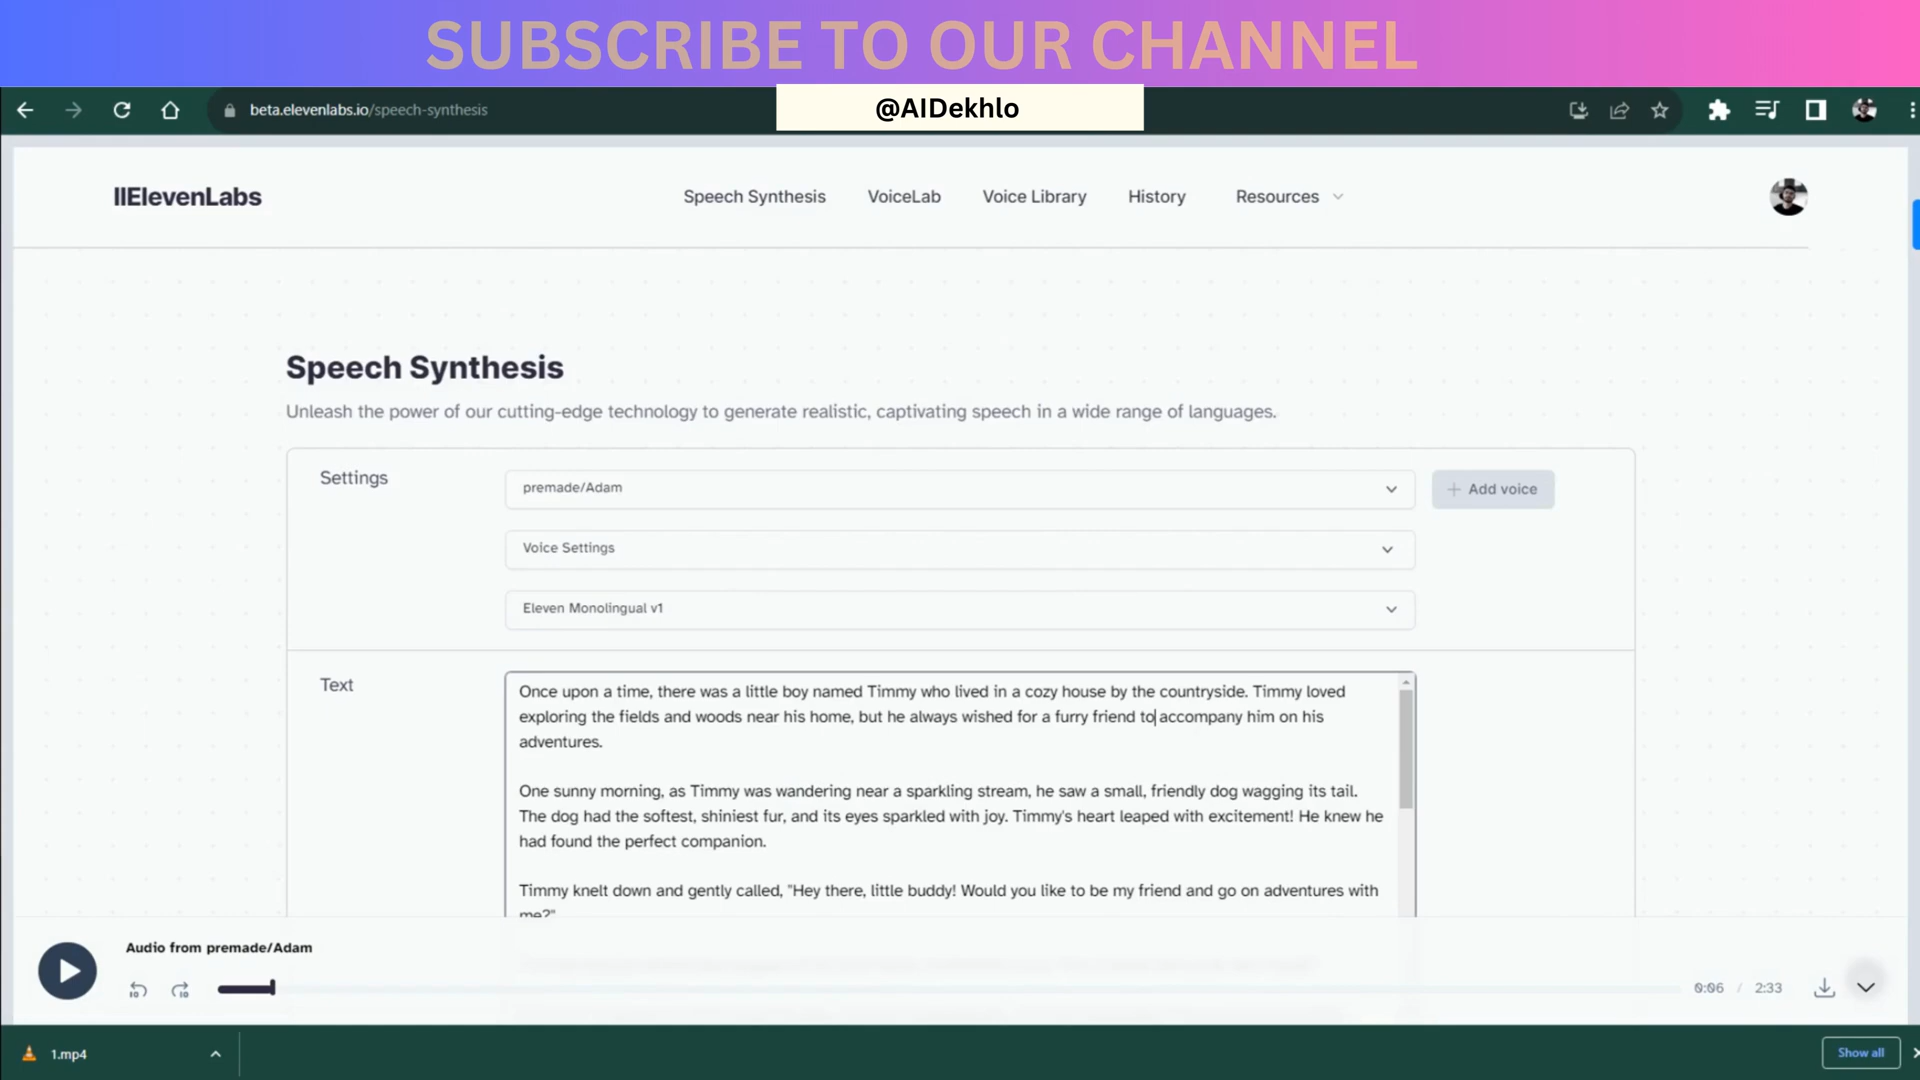 SUBSCRIBE TO OUR CHANNEL
@AIDekhlo
beta.elevenlabs.io/speech-synthesis
IIElevenLabs
Speech Synthesis
VoiceLab
Voice Library
History
Resources
Speech Synthesis
Unleash the power of our cutting-edge technology to generate realistic, captivating speech in a wide range of languages.
Settings
premade/Adam
+ Add voice
Voice Settings
Eleven Monolingual v1
Text
Once upon a time, there was a little boy named Timmy who lived in a cozy house by the countryside. Timmy loved
exploring the fields and woods near his home, but he always wished for a furry friend to accompany him on his
adventures.
One sunny morning, as Timmy was wandering near a sparkling stream, he saw a small, friendly dog wagging its tail.
The dog had the softest, shiniest fur, and its eyes sparkled with joy. Timmy's heart leaped with excitement! He knew he
had found the perfect companion.
Timmy knelt down and gently called, "Hey there, little buddy! Would you like to be my friend and go on adventures with
me?"
Audio from premade/Adam
10
10
0:06 / 2:33
1.mp4
Show all